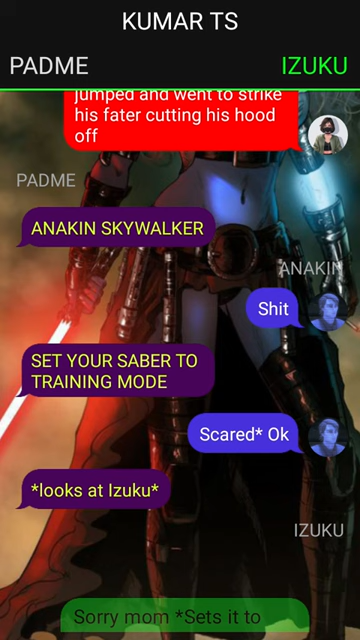 KUMAR TS
PADME
IZUKU
jumped and went to strike
his fater cutting his hood
off
PADME
ANAKIN SKYWALKER
ANAKIN
Shit
SET YOUR SABER TO
TRAINING MODE
Scared* Ok
*looks at Izuku*
IZUKU
Sorry mom *Sets it to